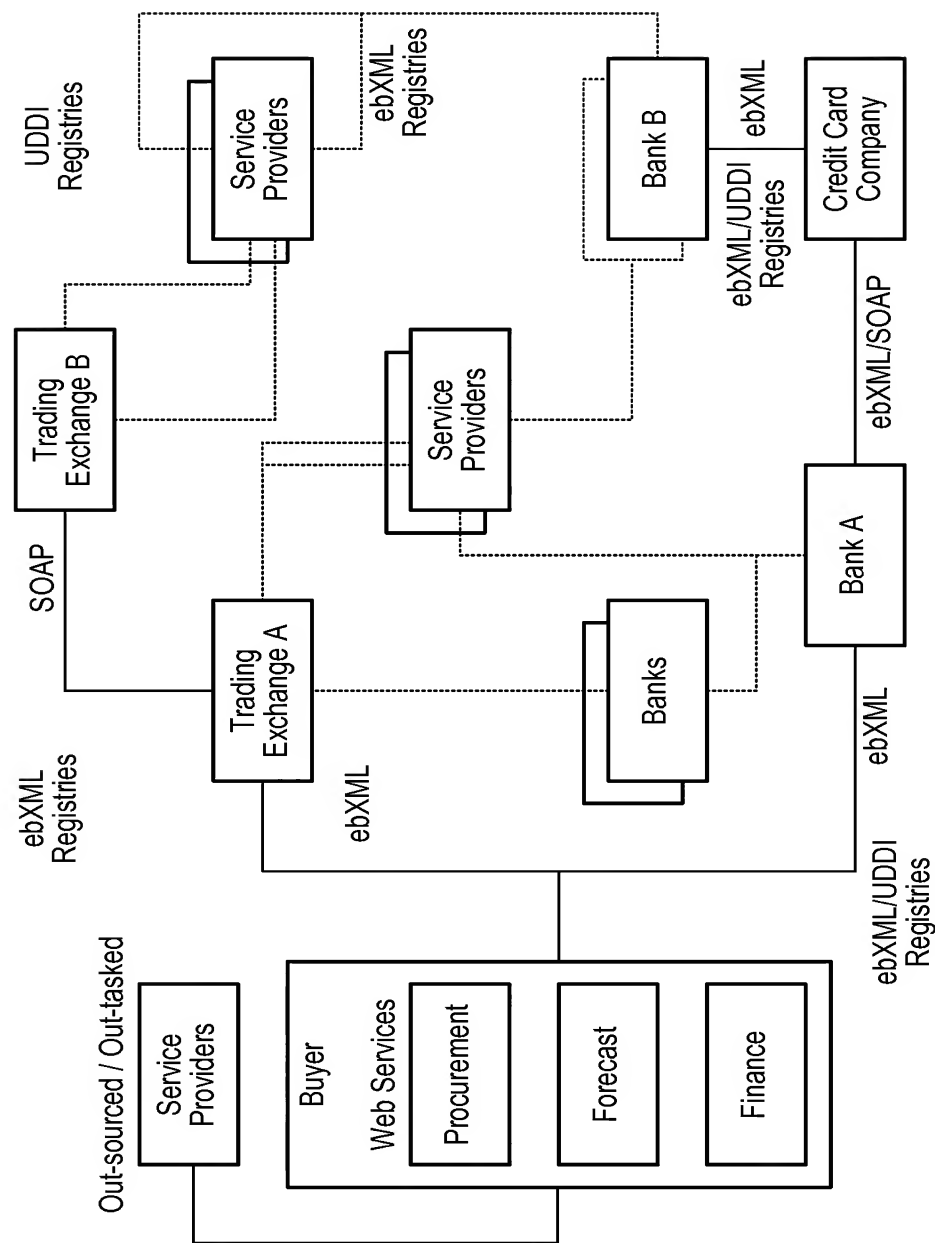 Out-sourced / Out-tasked
Service
Providers
Buyer
Web Services
Procurement
Forecast
Finance
ebXML
Registries
ebXML
ebXML/UDDI
Registries
ebXML
SOAP
Trading
Exchange A
Banks
Bank A
Trading
Exchange B
Service
Providers
ebXML/SOAP
UDDI
Registries
Service
Providers
ebXML
Registries
Bank B
ebXML/UDDI
Registries
ebXML
Credit Card
Company